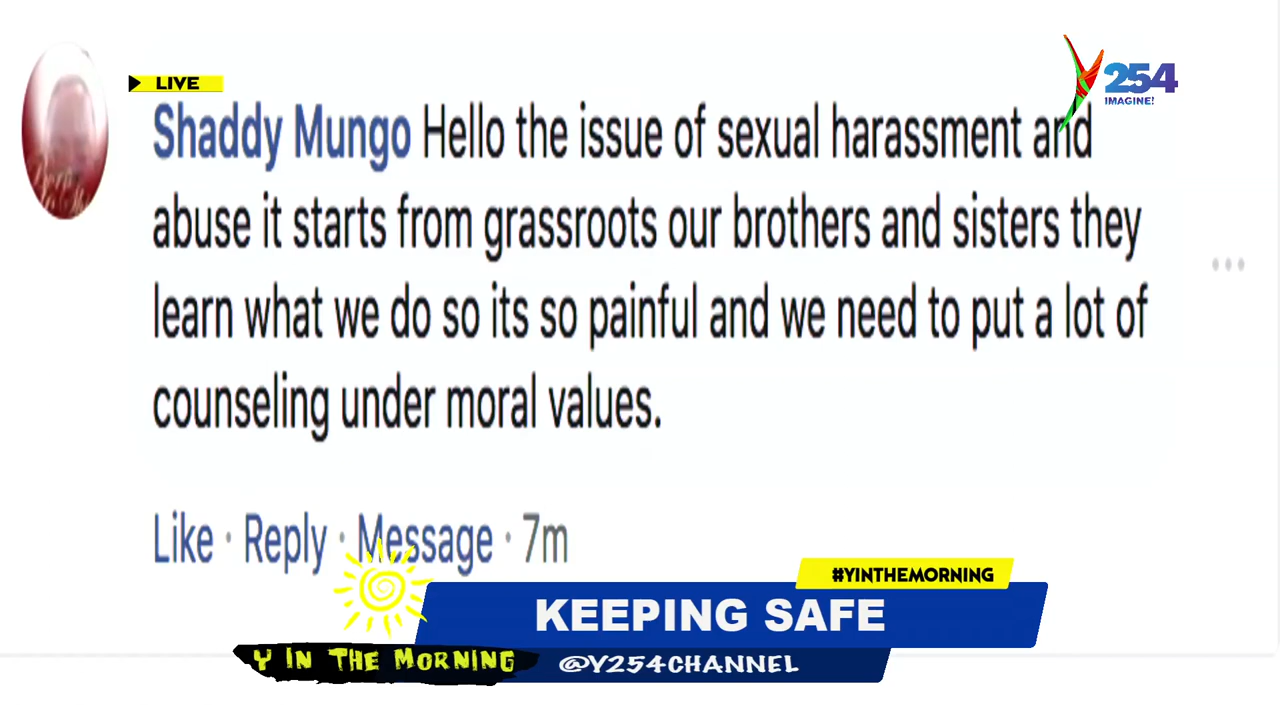 LIVE
Y254
IMAGINE!
Shaddy Mungo Hello the issue of sexual harassment and
abuse it starts from grassroots our brothers and sisters they
learn what we do so its so painful and we need to put a lot of
counseling under moral values.
Like · Reply · Message · 7m
#YINTHEMORNING
KEEPING SAFE
Y IN THE MORNING
@Y254CHANNEL